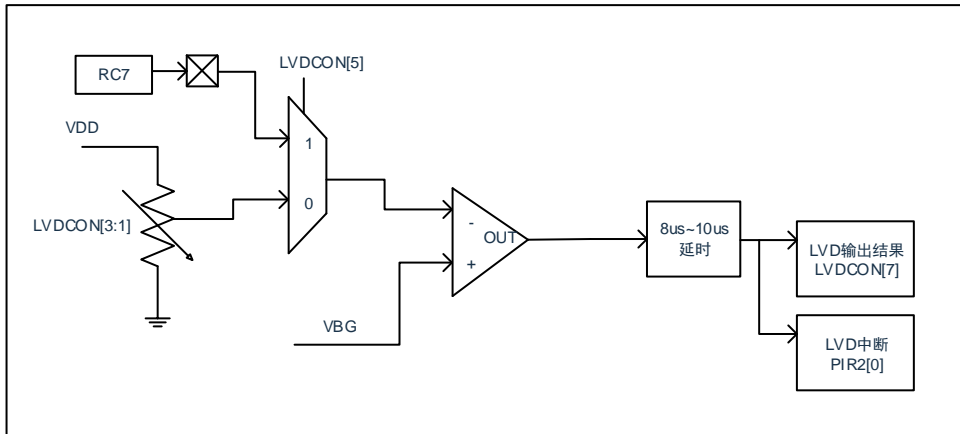 RC7
LVDCON[5]
VDD
1
0
LVDCON[3:1]
-
OUT
+
VBG
8us~10us
延时
LVD输出结果
LVDCON[7]
LVD中断
PIR2[0]